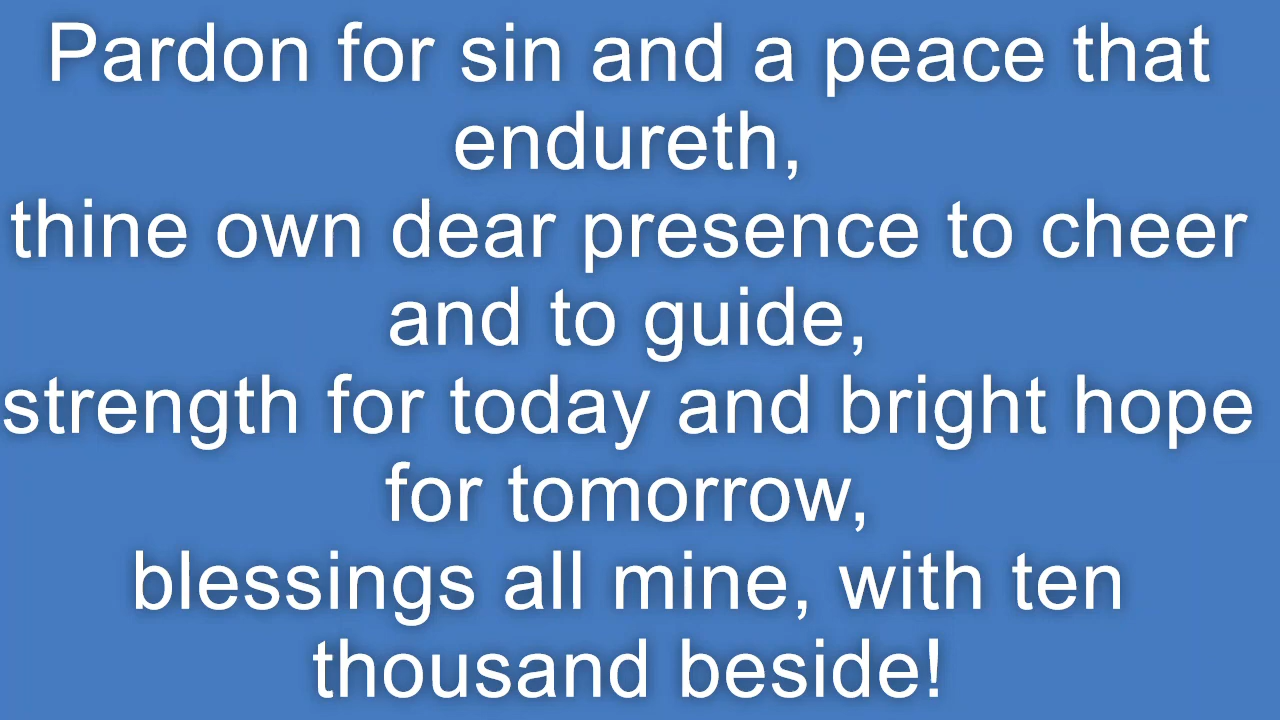 Pardon for sin and a peace that
endureth,
thine own dear presence to cheer
and to guide,
strength for today and bright hope
for tomorrow,
blessings all mine, with ten
thousand beside!